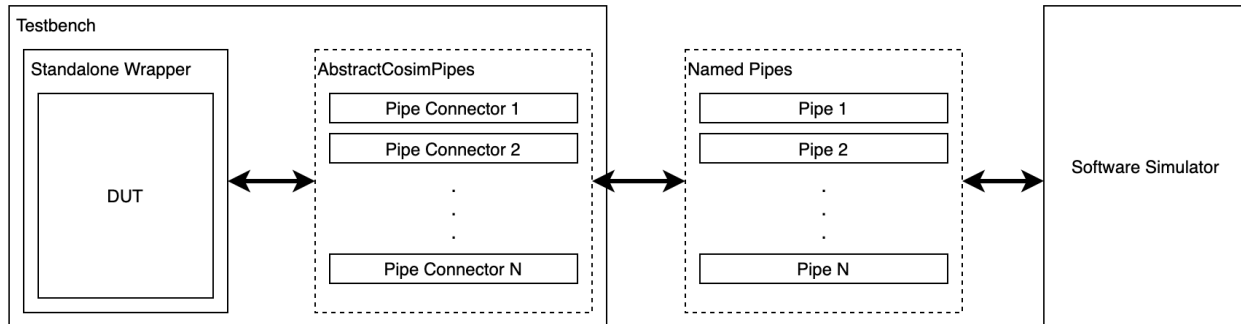 Testbench
Standalone Wrapper
DUT
AbstractCosimPipes
Pipe Connector 1
Pipe Connector 2
.
.
.
Pipe Connector N
Named Pipes
Pipe 1
Pipe 2
.
.
.
Pipe N
Software Simulator